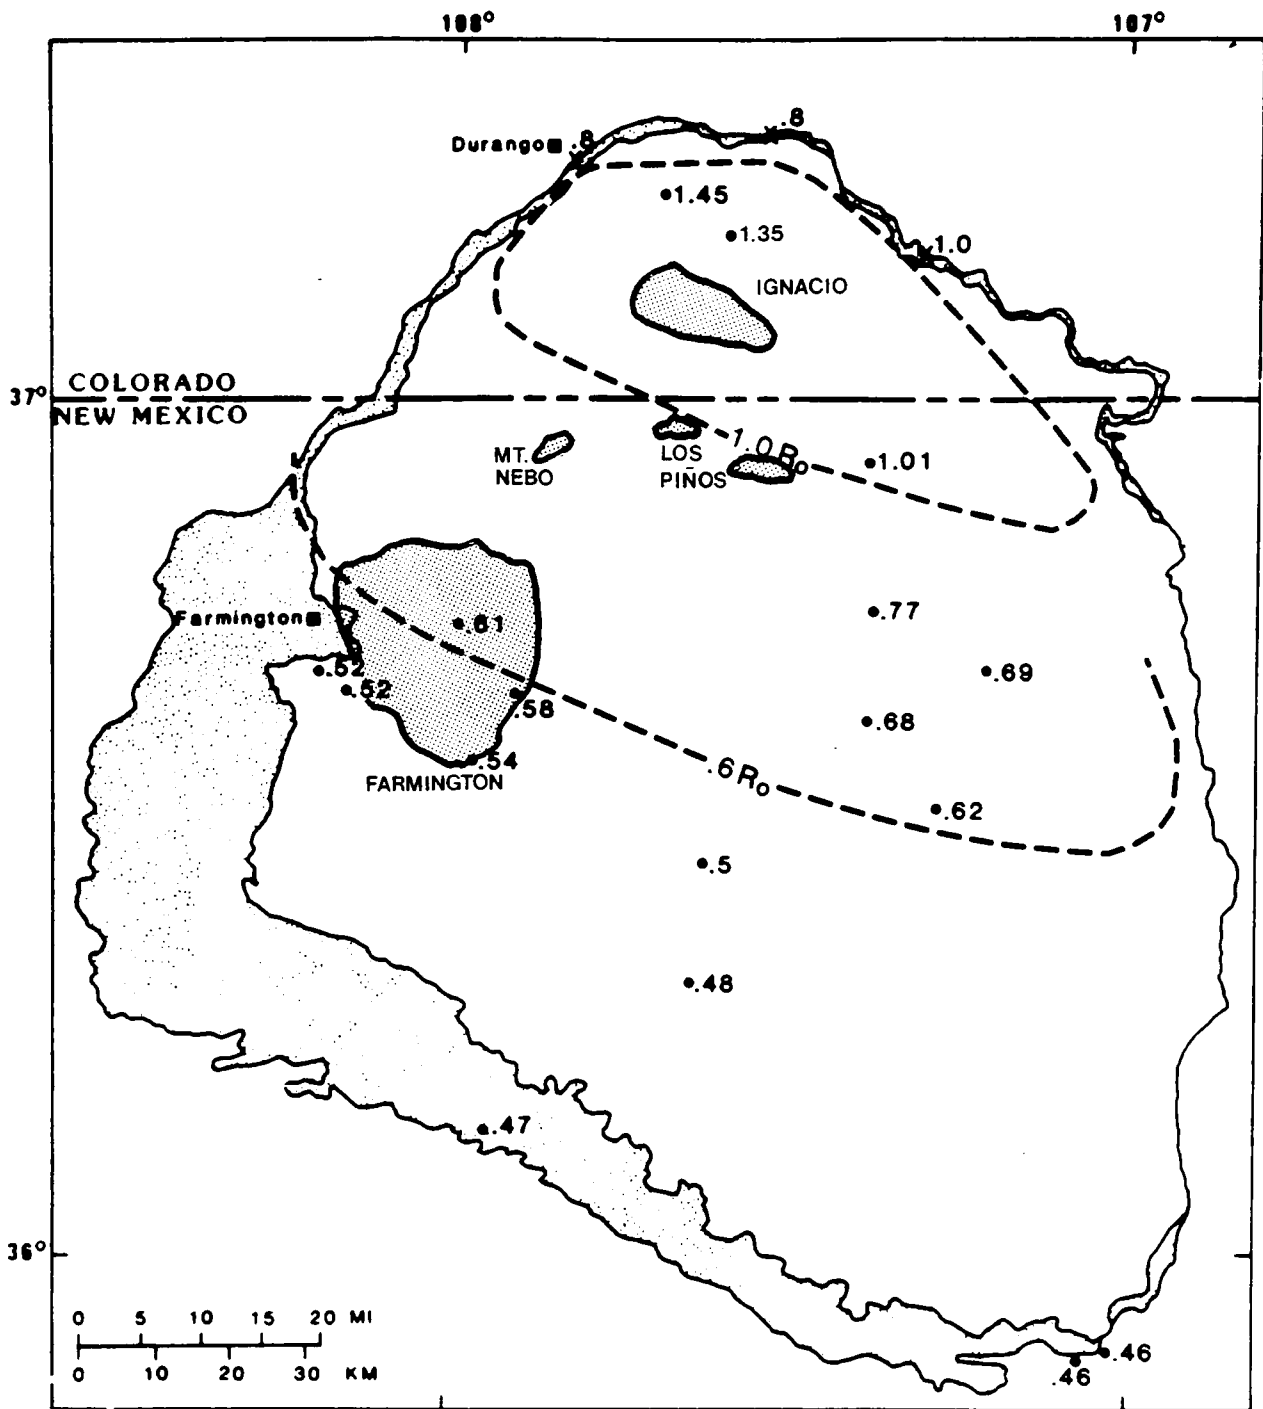 108° 107°
Durango
.8
.8
1.45
1.35
1.0
IGNACIO
37°
COLORADO
NEW MEXICO
MT.
NEBO
LOS
PIÑOS
1.0 Ro
1.01
Farmington
.61
.77
.52
.52
.58
.69
.68
.54
FARMINGTON
.6 Ro
.62
.5
.48
.47
36°
0 5 10 15 20 MI
0 10 20 30 KM
.46
.46